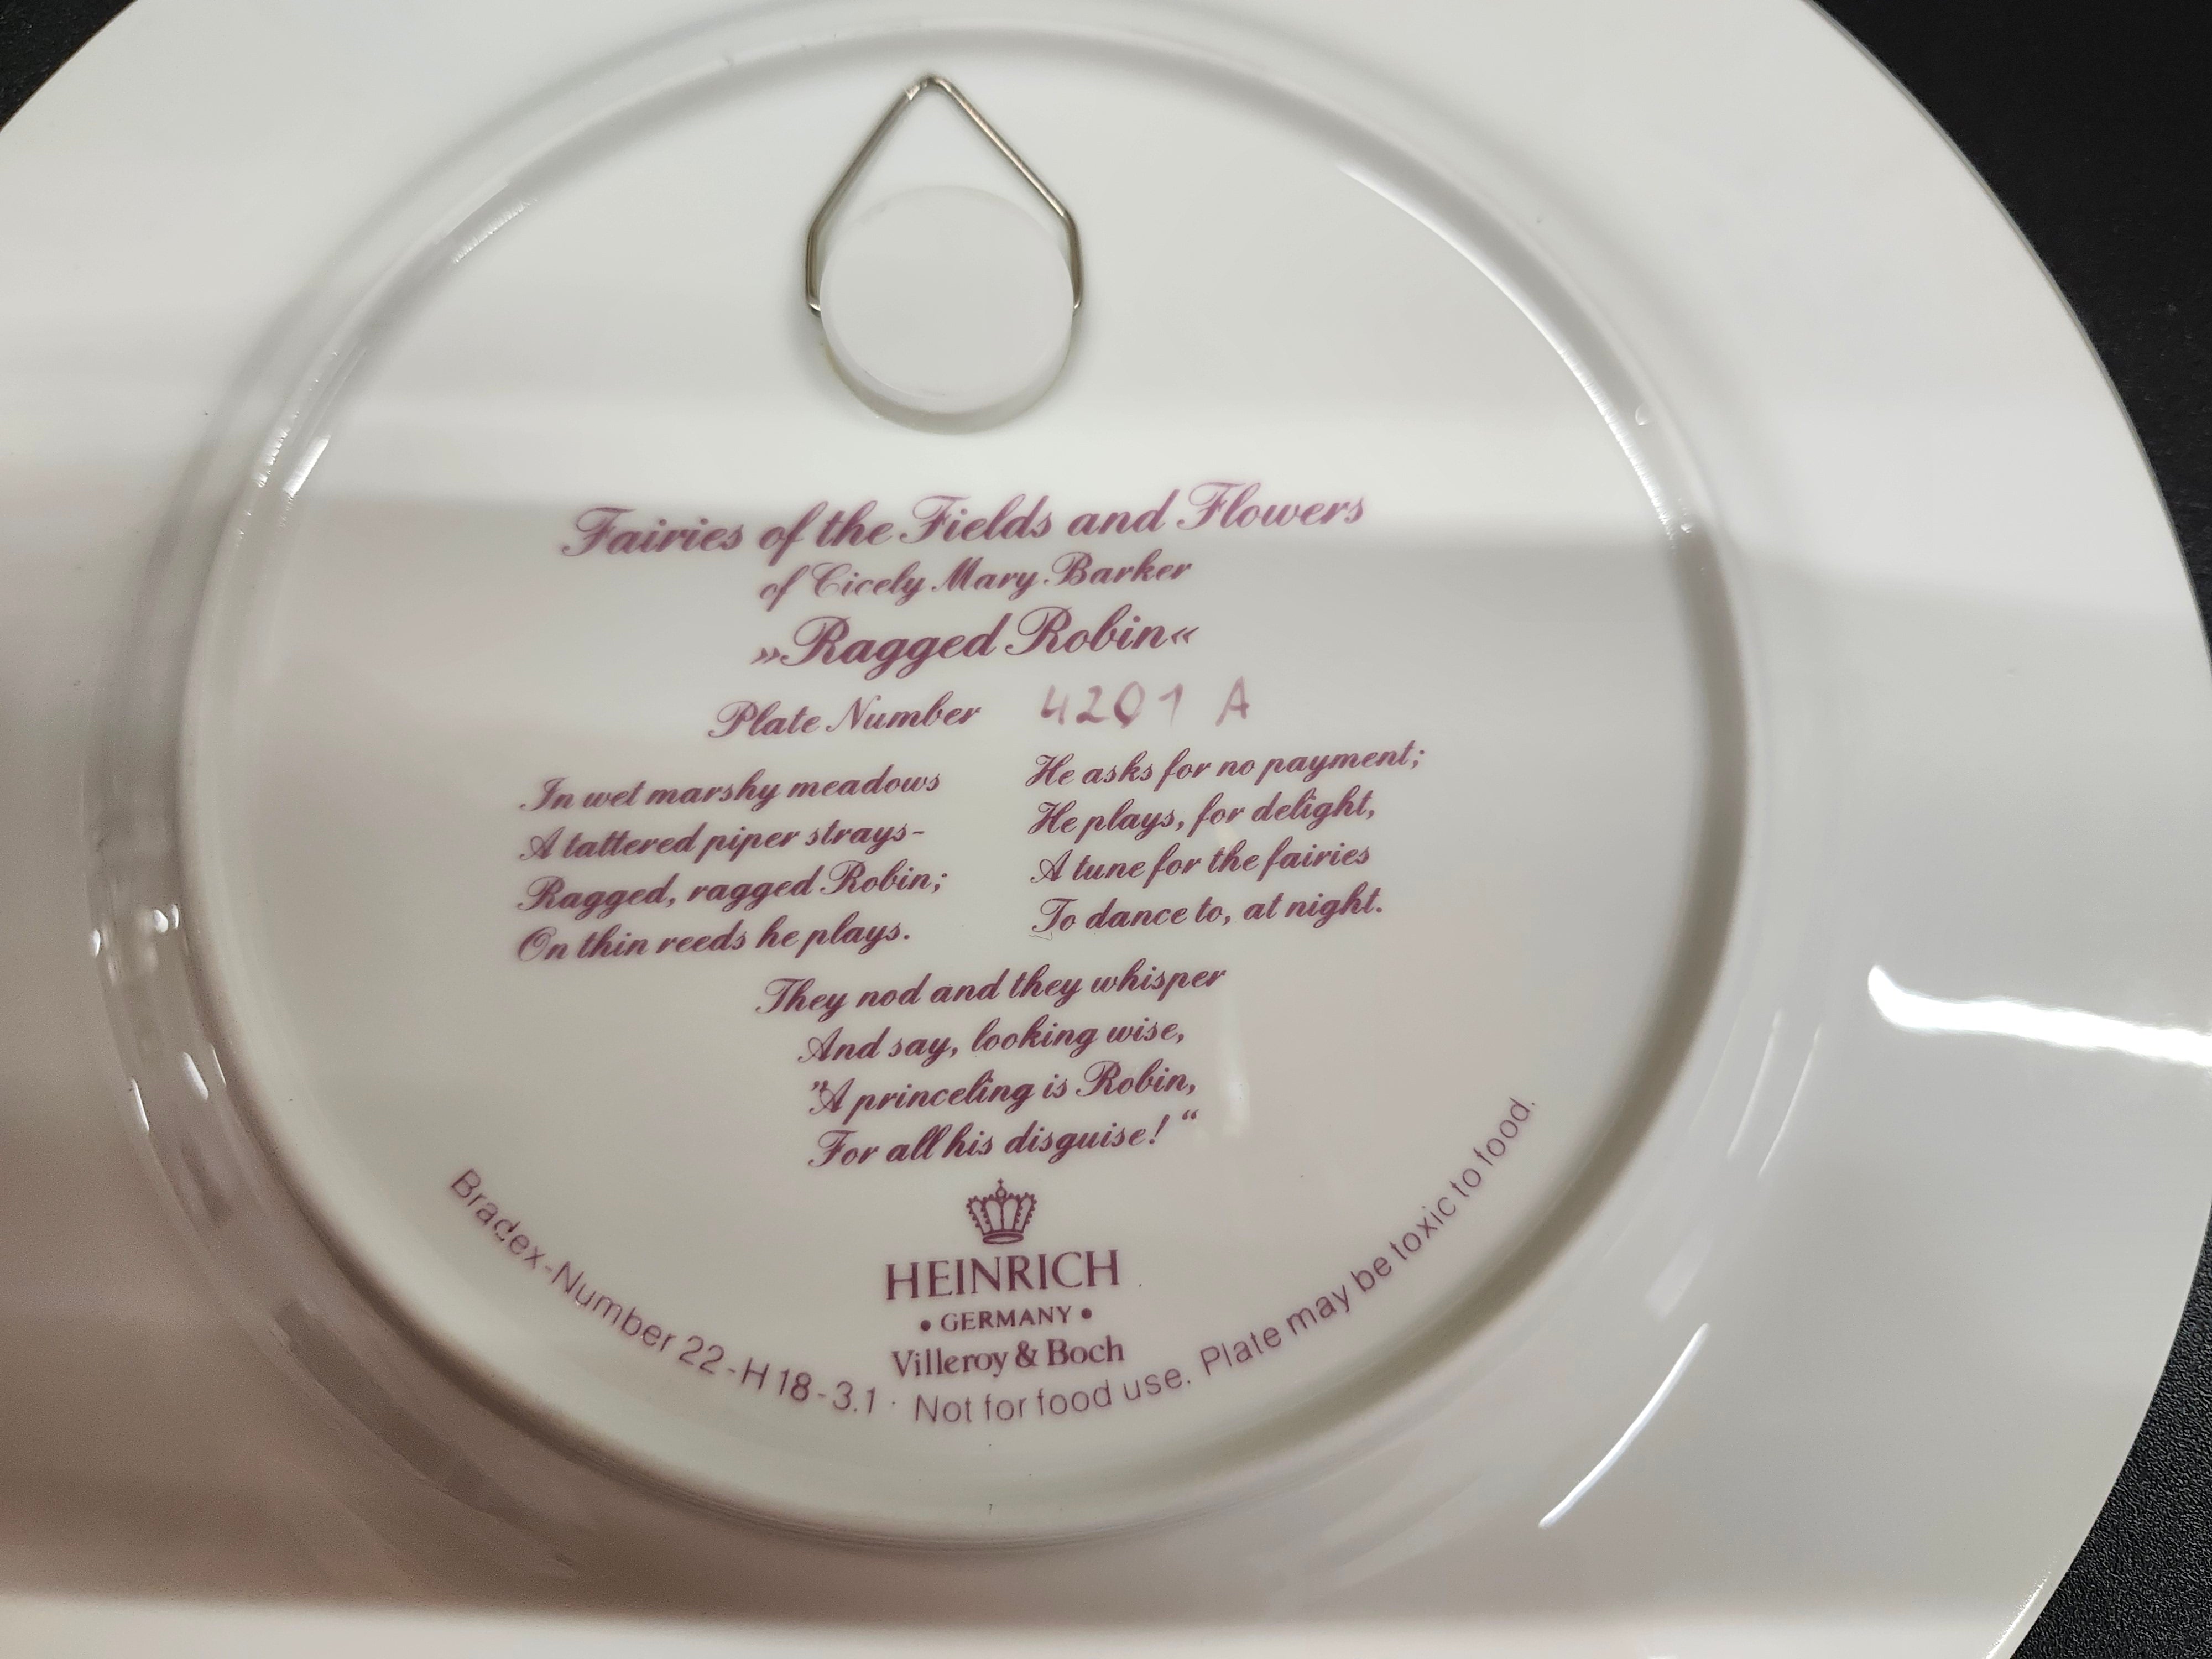 Fairies of the Fields and Flowers
of Cicely Mary Barker
»Ragged Robin«
Plate Number 4201 A
In wet marshy meadows
A tattered piper strays-
Ragged, ragged Robin;
On thin reeds he plays.
He asks for no payment;
He plays, for delight,
A tune for the fairies
To dance to, at night.
They nod and they whisper
And say, looking wise,
"A princeling is Robin,
For all his disguise! “
HEINRICH
• GERMANY •
Villeroy & Boch
Bradex-Number 22-H18-3.1 · Not for food use. Plate may be toxic to food.